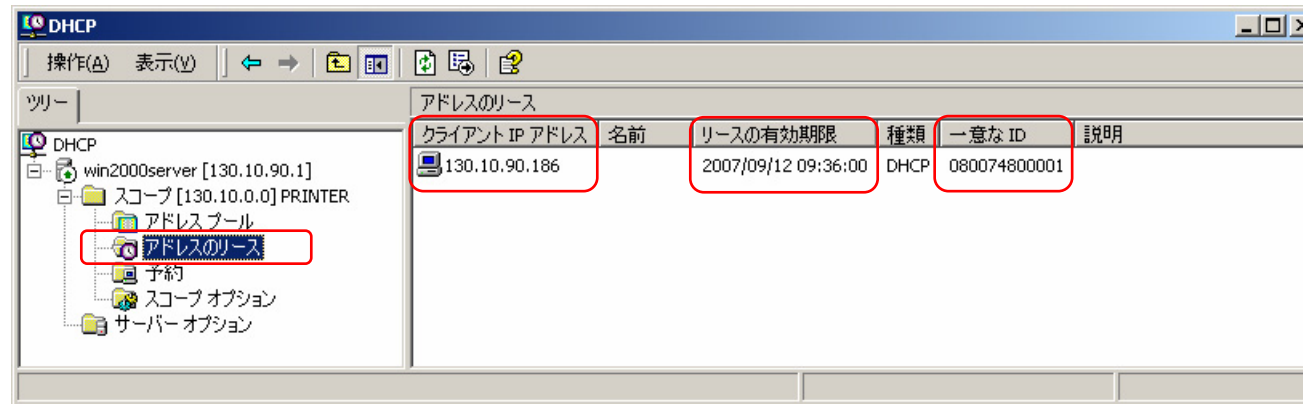 DHCP
操作(A) 表示(V)
ツリー
アドレスのリース
DHCP
win2000server [130.10.90.1]
スコープ [130.10.0.0] PRINTER
アドレス プール
アドレスのリース
予約
スコープ オプション
サーバー オプション
クライアント IP アドレス 名前 リースの有効期限 種類 一意な ID 説明
130.10.90.186 2007/09/12 09:36:00 DHCP 080074800001